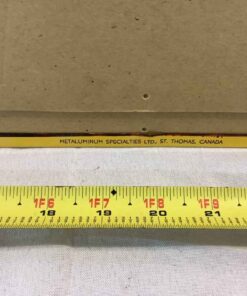 METALUMINUM SPECIALTIES LTD., ST. THOMAS, CANADA
1F6 1F7 1F8 1F9
18 19 20 21